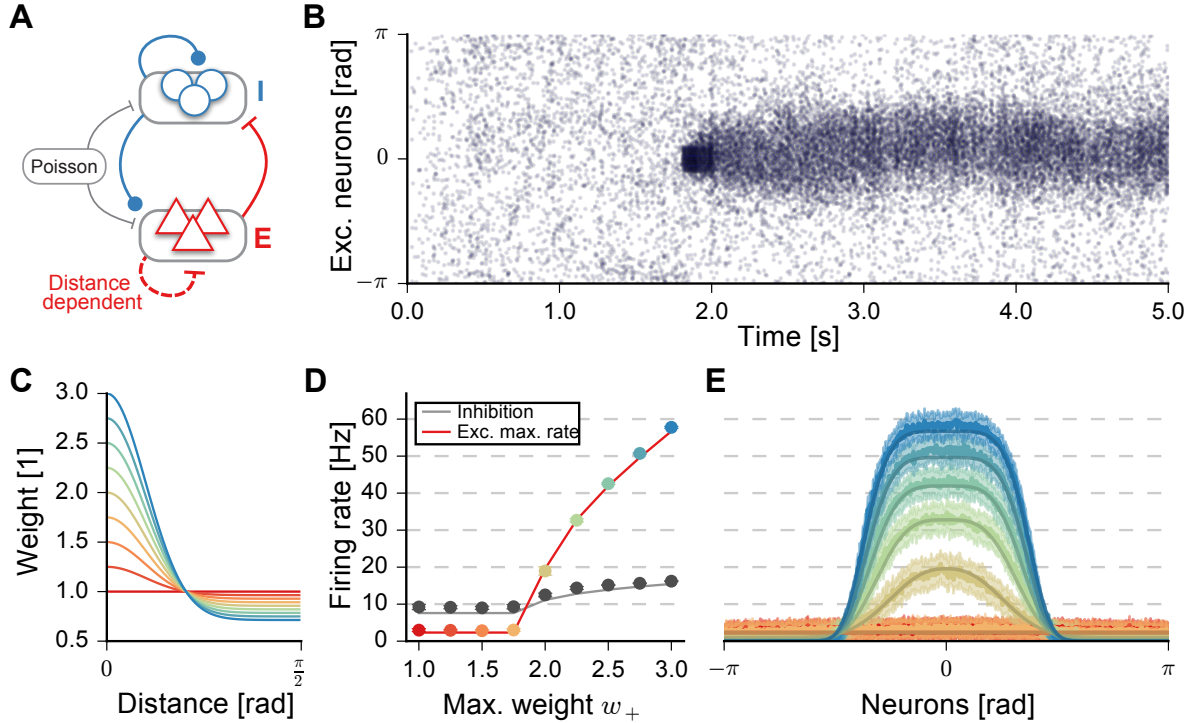 A
I
Poisson
E
Distance
dependent
B
Exc. neurons [rad]
π
0
−π
0.0 1.0 2.0 3.0 4.0 5.0
Time [s]
C
Weight [1]
3.0
2.5
2.0
1.5
1.0
0.5
0 π/2
Distance [rad]
D
Inhibition
Exc. max. rate
Firing rate [Hz]
60
50
40
30
20
10
0
1.0 1.5 2.0 2.5 3.0
Max. weight w₊
E
−π 0 π
Neurons [rad]